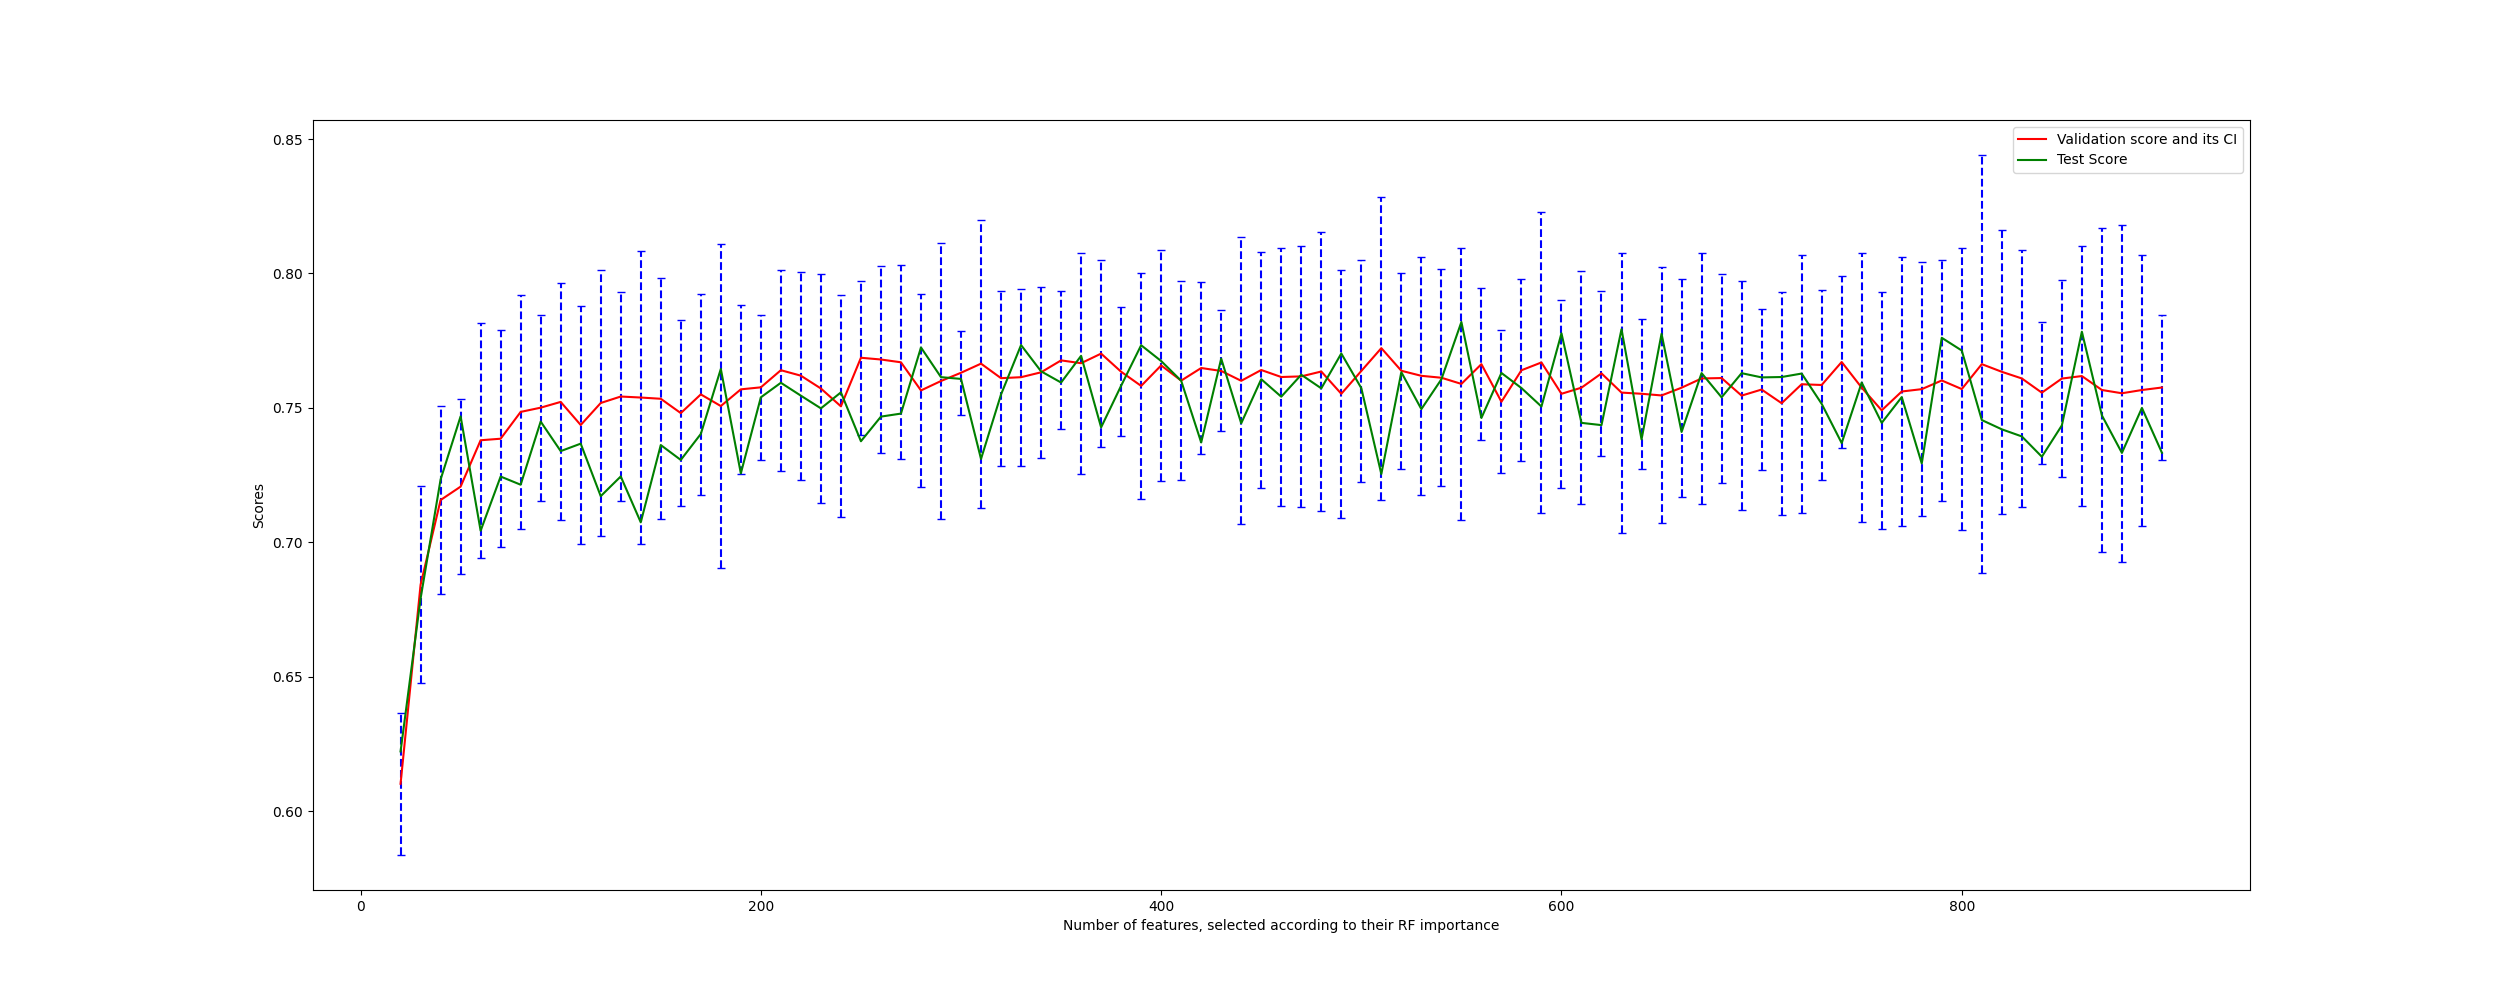 Validation score and its CI
Test Score
0.85
0.80
0.75
0.70
0.65
0.60
Scores
0
200
400
600
800
Number of features, selected according to their RF importance